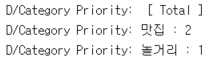 D/Category Priority: [ Total ]
D/Category Priority: 맛집 : 2
D/Category Priority: 놀거리 : 1